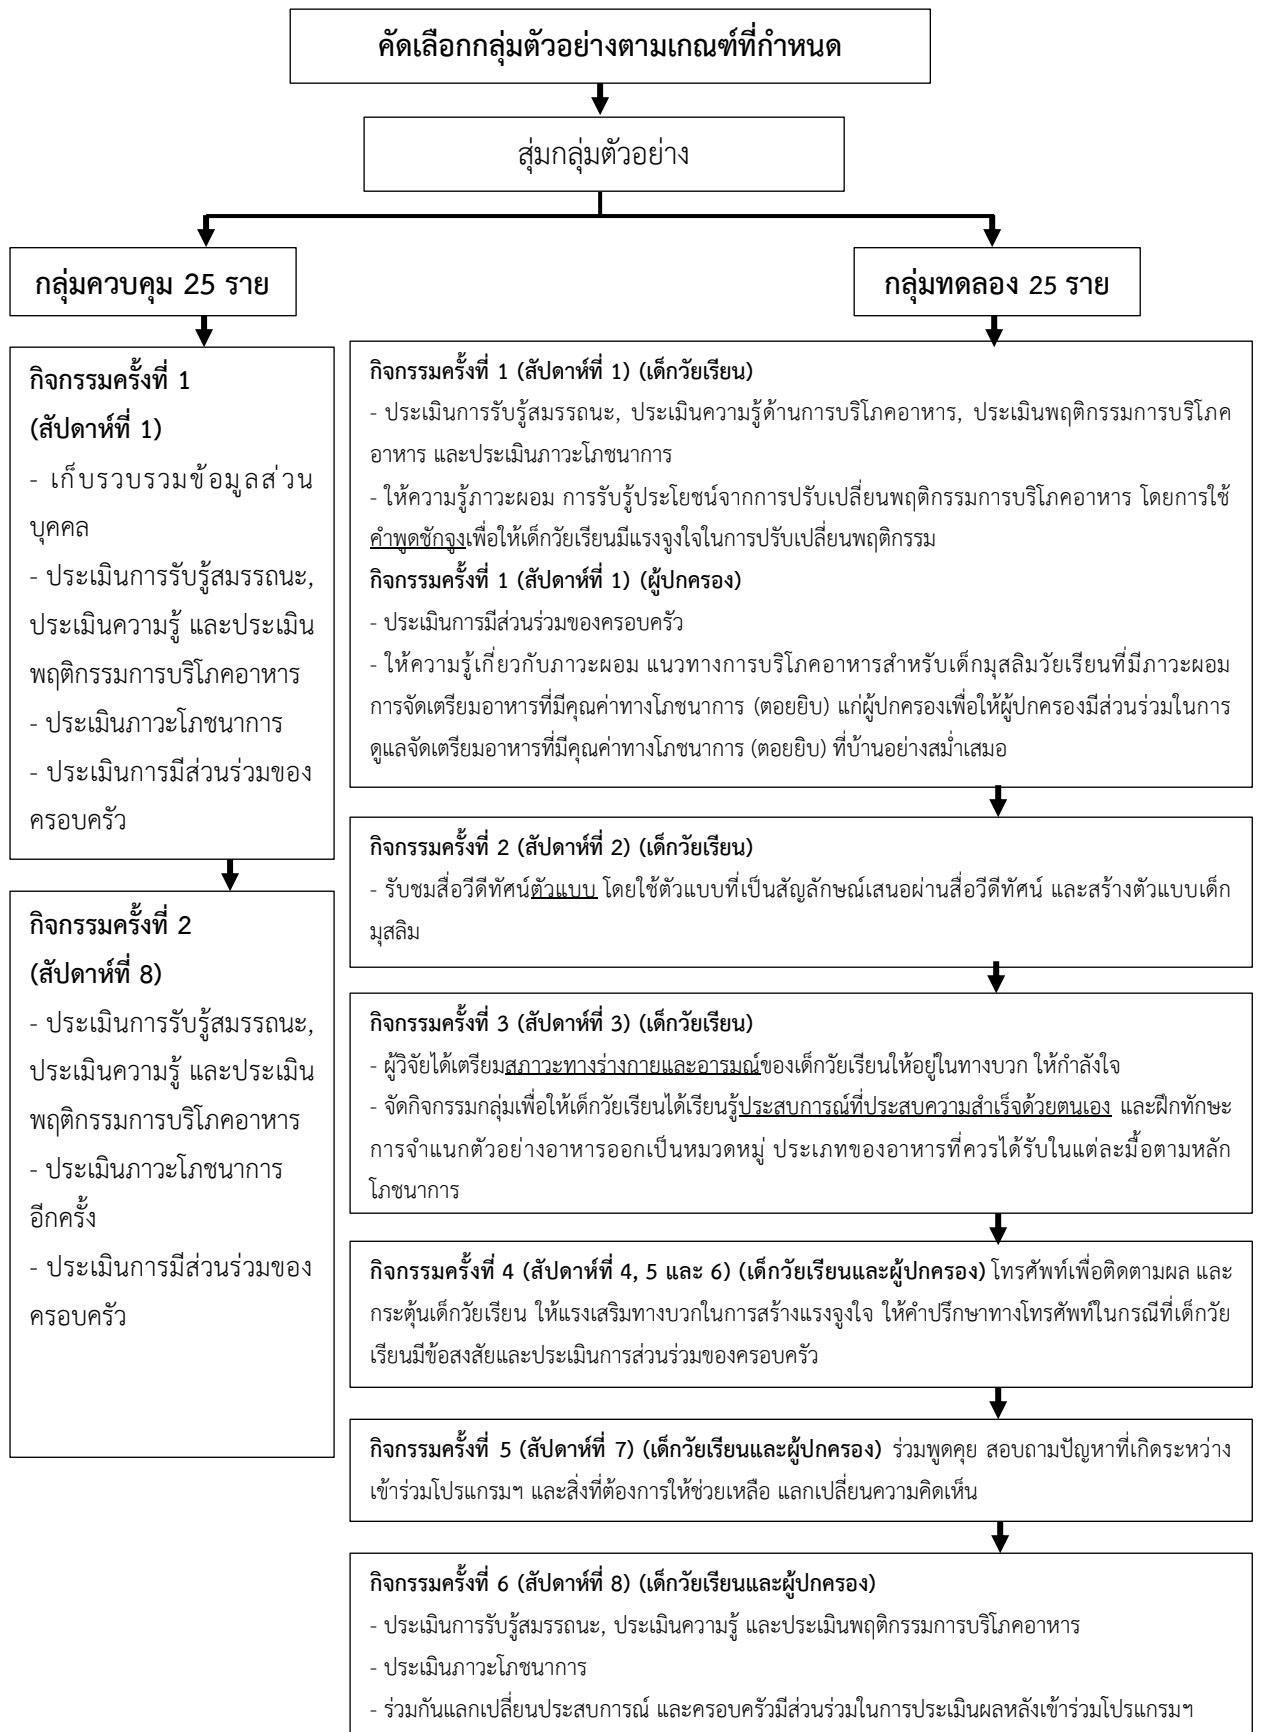 คัดเลือกกลุ่มตัวอย่างตามเกณฑ์ที่กำหนด
สุ่มกลุ่มตัวอย่าง
กลุ่มควบคุม 25 ราย
กลุ่มทดลอง 25 ราย
กิจกรรมครั้งที่ 1
(สัปดาห์ที่ 1)
- เก็บรวบรวมข้อมูลส่วน
บุคคล
- ประเมินการรับรู้สมรรถนะ,
ประเมินความรู้ และประเมิน
พฤติกรรมการบริโภคอาหาร
- ประเมินภาวะโภชนาการ
- ประเมินการมีส่วนร่วมของ
ครอบครัว
กิจกรรมครั้งที่ 2
(สัปดาห์ที่ 8)
- ประเมินการรับรู้สมรรถนะ,
ประเมินความรู้ และประเมิน
พฤติกรรมการบริโภคอาหาร
- ประเมินภาวะโภชนาการ
อีกครั้ง
- ประเมินการมีส่วนร่วมของ
ครอบครัว
กิจกรรมครั้งที่ 1 (สัปดาห์ที่ 1) (เด็กวัยเรียน)
- ประเมินการรับรู้สมรรถนะ, ประเมินความรู้ด้านการบริโภคอาหาร, ประเมินพฤติกรรมการบริโภค
อาหาร และประเมินภาวะโภชนาการ
- ให้ความรู้ภาวะผอม การรับรู้ประโยชน์จากการปรับเปลี่ยนพฤติกรรมการบริโภคอาหาร โดยการใช้
คำพูดชักจูงเพื่อให้เด็กวัยเรียนมีแรงจูงใจในการปรับเปลี่ยนพฤติกรรม
กิจกรรมครั้งที่ 1 (สัปดาห์ที่ 1) (ผู้ปกครอง)
- ประเมินการมีส่วนร่วมของครอบครัว
- ให้ความรู้เกี่ยวกับภาวะผอม แนวทางการบริโภคอาหารสำหรับเด็กมุสลิมวัยเรียนที่มีภาวะผอม
การจัดเตรียมอาหารที่มีคุณค่าทางโภชนาการ (ตอยยิบ) แก่ผู้ปกครองเพื่อให้ผู้ปกครองมีส่วนร่วมในการ
ดูแลจัดเตรียมอาหารที่มีคุณค่าทางโภชนาการ (ตอยยิบ) ที่บ้านอย่างสม่ำเสมอ
กิจกรรมครั้งที่ 2 (สัปดาห์ที่ 2) (เด็กวัยเรียน)
- รับชมสื่อวีดีทัศน์ตัวแบบ โดยใช้ตัวแบบที่เป็นสัญลักษณ์เสนอผ่านสื่อวีดีทัศน์ และสร้างตัวแบบเด็ก
มุสลิม
กิจกรรมครั้งที่ 3 (สัปดาห์ที่ 3) (เด็กวัยเรียน)
- ผู้วิจัยได้เตรียมสภาวะทางร่างกายและอารมณ์ของเด็กวัยเรียนให้อยู่ในทางบวก ให้กำลังใจ
- จัดกิจกรรมกลุ่มเพื่อให้เด็กวัยเรียนได้เรียนรู้ประสบการณ์ที่ประสบความสำเร็จด้วยตนเอง และฝึกทักษะ
การจำแนกตัวอย่างอาหารออกเป็นหมวดหมู่ ประเภทของอาหารที่ควรได้รับในแต่ละมื้อตามหลัก
โภชนาการ
กิจกรรมครั้งที่ 4 (สัปดาห์ที่ 4, 5 และ 6) (เด็กวัยเรียนและผู้ปกครอง) โทรศัพท์เพื่อติดตามผล และ
กระตุ้นเด็กวัยเรียน ให้แรงเสริมทางบวกในการสร้างแรงจูงใจ ให้คำปรึกษาทางโทรศัพท์ในกรณีที่เด็กวัย
เรียนมีข้อสงสัยและประเมินการส่วนร่วมของครอบครัว
กิจกรรมครั้งที่ 5 (สัปดาห์ที่ 7) (เด็กวัยเรียนและผู้ปกครอง) ร่วมพูดคุย สอบถามปัญหาที่เกิดระหว่าง
เข้าร่วมโปรแกรมฯ และสิ่งที่ต้องการให้ช่วยเหลือ แลกเปลี่ยนความคิดเห็น
กิจกรรมครั้งที่ 6 (สัปดาห์ที่ 8) (เด็กวัยเรียนและผู้ปกครอง)
- ประเมินการรับรู้สมรรถนะ, ประเมินความรู้ และประเมินพฤติกรรมการบริโภคอาหาร
- ประเมินภาวะโภชนาการ
- ร่วมกันแลกเปลี่ยนประสบการณ์ และครอบครัวมีส่วนร่วมในการประเมินผลหลังเข้าร่วมโปรแกรมฯ